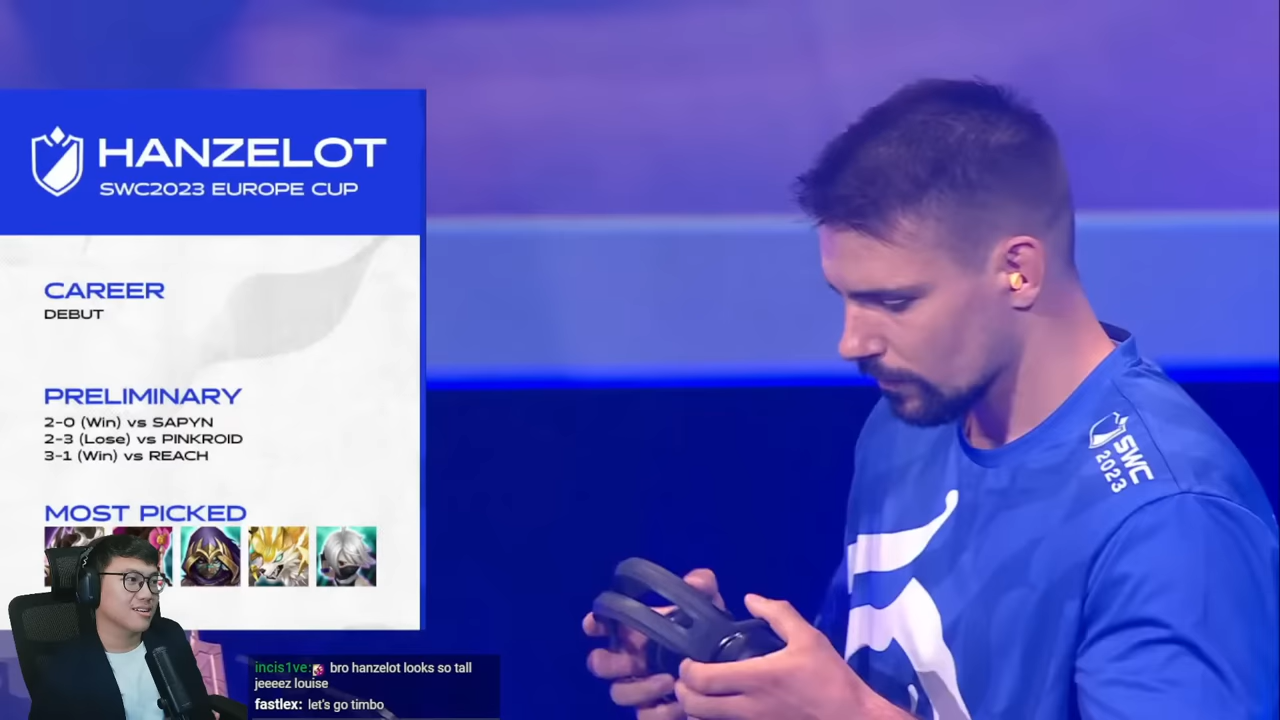 HANZELOT
SWC2023 EUROPE CUP
CAREER
DEBUT
PRELIMINARY
2-0 (Win) vs SAPYN
2-3 (Lose) vs PINKROID
3-1 (Win) vs REACH
MOST PICKED
SWC
2023
incis1ve: bro hanzelot looks so tall
jeeeez louise
fastlex: let's go timbo